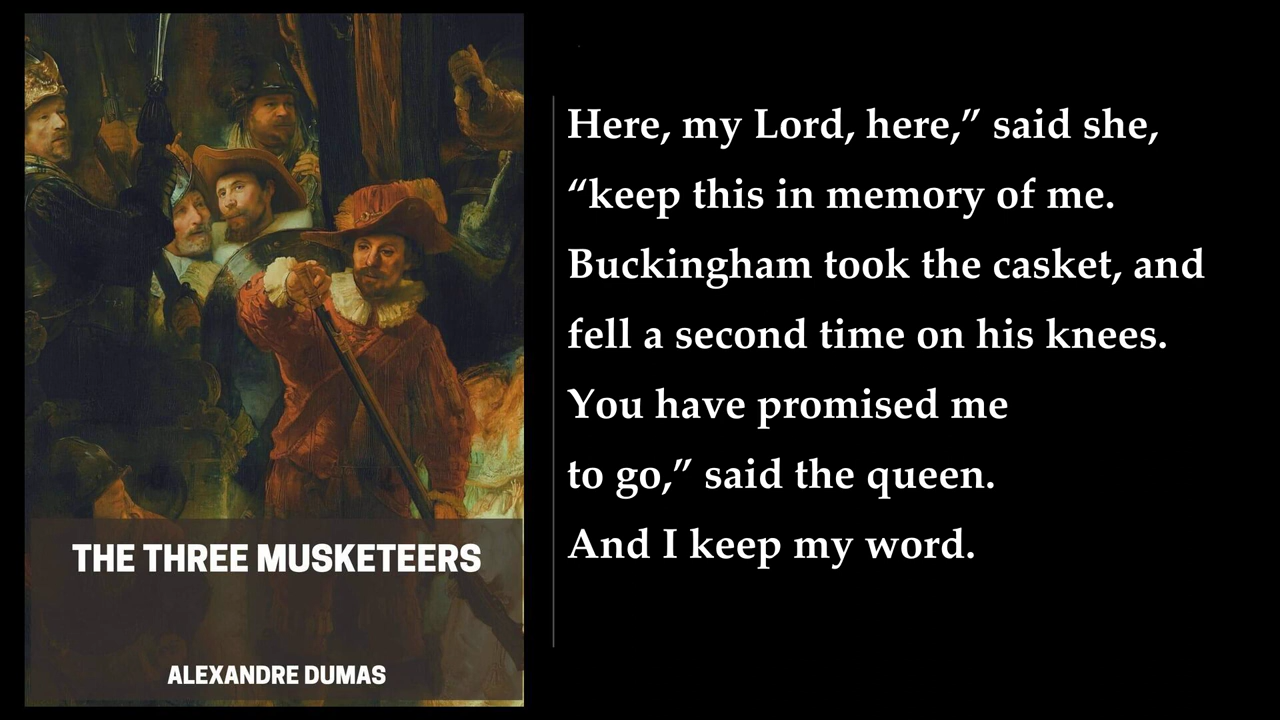 THE THREE MUSKETEERS
ALEXANDRE DUMAS
Here, my Lord, here,” said she,
“keep this in memory of me.
Buckingham took the casket, and
fell a second time on his knees.
You have promised me
to go,” said the queen.
And I keep my word.